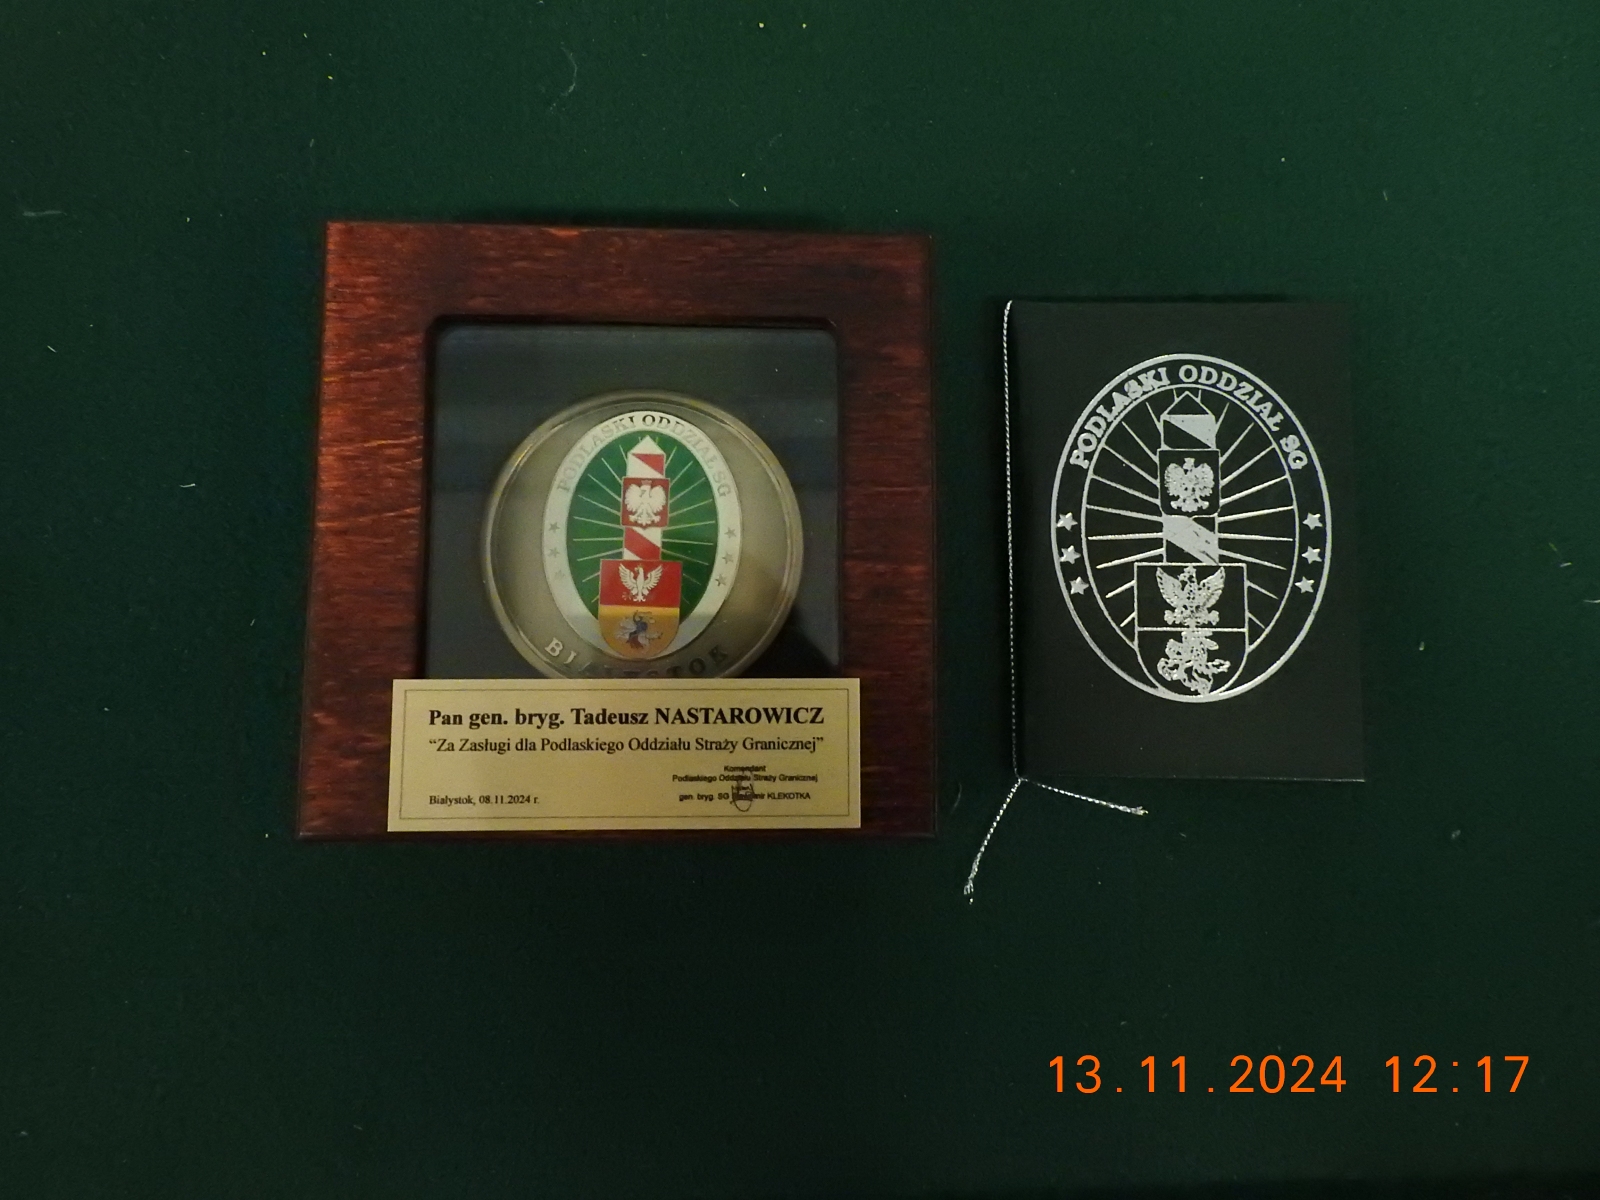 PODLASKI ODDZIAŁ SG
BIAŁYSTOK
Pan gen. bryg. Tadeusz NASTAROWICZ
“Za Zasługi dla Podlaskiego Oddziału Straży Granicznej”
Komendant
Podlaskiego Oddziału Straży Granicznej
gen. bryg. SG KLEKOTKA
Białystok, 08.11.2024 r.
PODLASKI ODDZIAŁ SG
13.11.2024 12:17